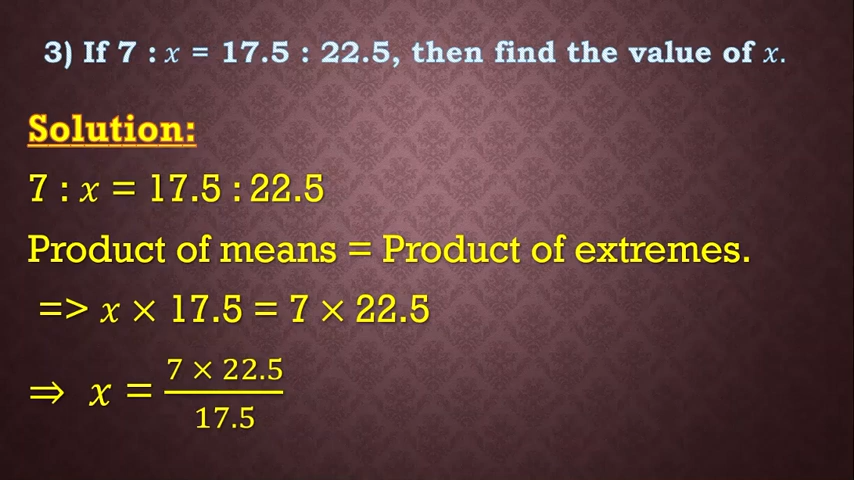 3) If 7 : x = 17.5 : 22.5, then find the value of x.
Solution:
7 : x = 17.5 : 22.5
Product of means = Product of extremes.
=> x × 17.5 = 7 × 22.5
⇒ x = 7 × 22.5
17.5